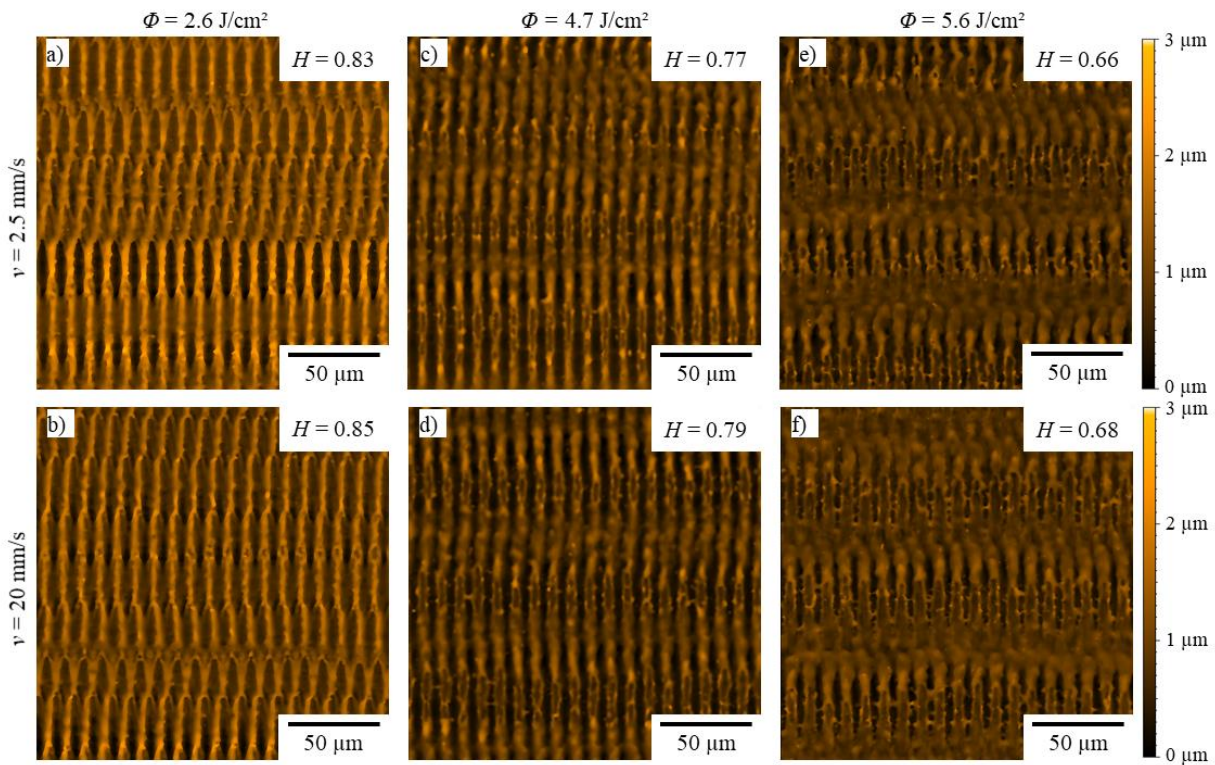 Φ = 2.6 J/cm² Φ = 4.7 J/cm² Φ = 5.6 J/cm²
a) H = 0.83 c) H = 0.77 e) H = 0.66
3 µm
2 µm
1 µm
0 µm
v = 2.5 mm/s
50 µm 50 µm 50 µm
b) H = 0.85 d) H = 0.79 f) H = 0.68
3 µm
2 µm
1 µm
0 µm
v = 20 mm/s
50 µm 50 µm 50 µm